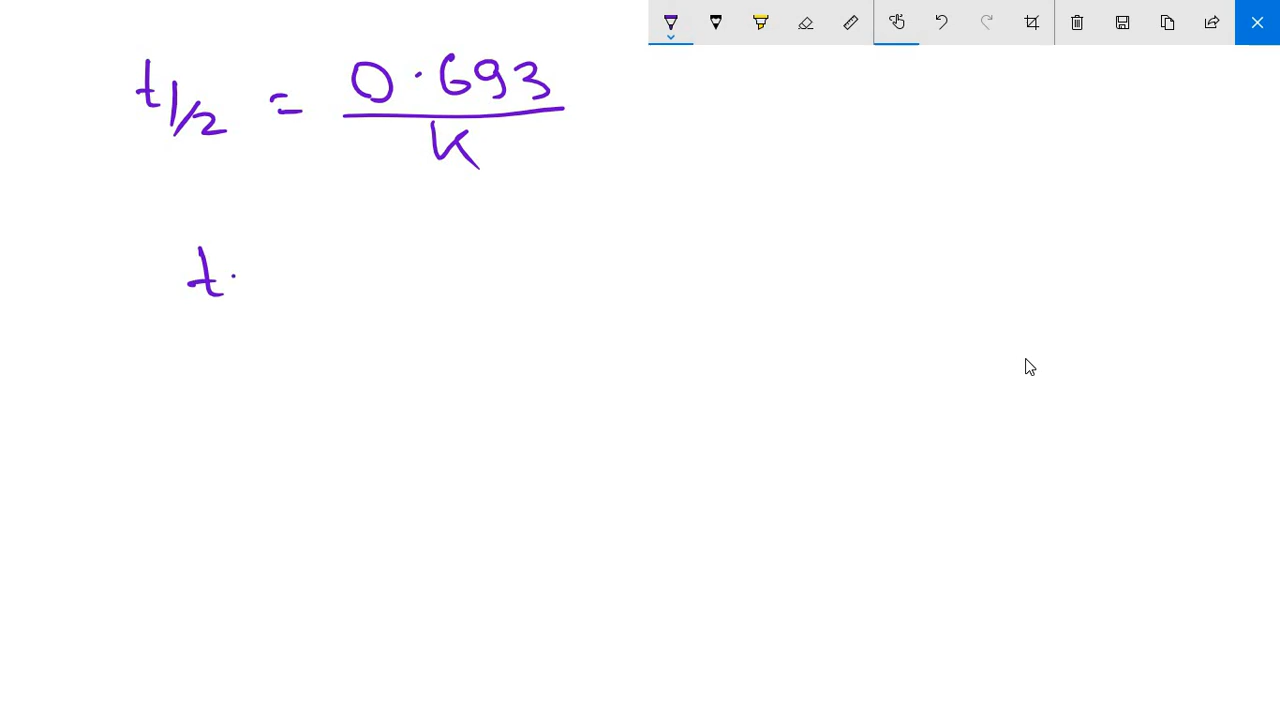 t1/2 = 0.693/K
t.